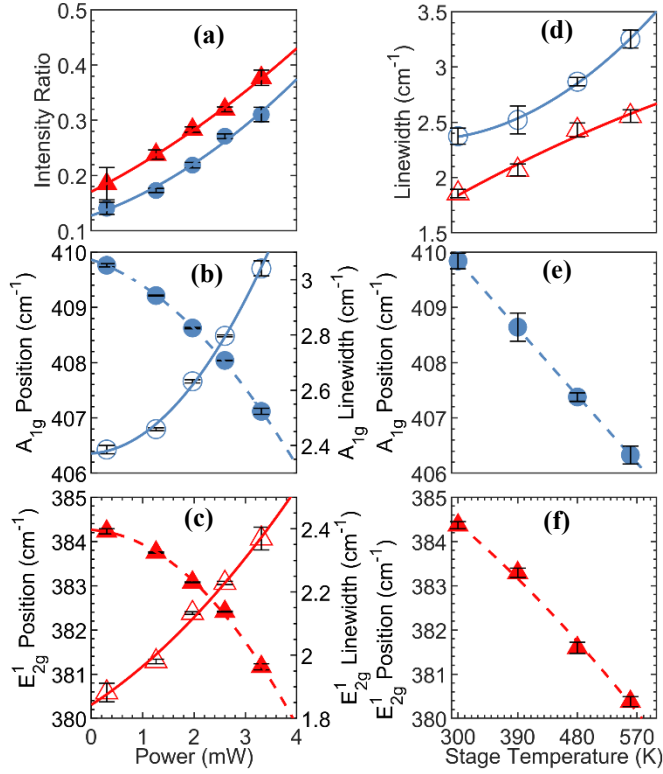 (a)
Intensity Ratio
0.5
0.4
0.3
0.2
0.1
(d)
Linewidth (cm⁻¹)
3.5
3
2.5
2
1.5
(b)
A₁g Position (cm⁻¹)
410
409
408
407
406
3
2.8
2.6
2.4
A₁g Linewidth (cm⁻¹)
(e)
A₁g Position (cm⁻¹)
410
409
408
407
406
(c)
E¹₂g Position (cm⁻¹)
385
384
383
382
381
380
2.4
2.2
2
1.8
E¹₂g Linewidth (cm⁻¹)
0 1 2 3 4
Power (mW)
(f)
E¹₂g Position (cm⁻¹)
385
384
383
382
381
380
300 390 480 570
Stage Temperature (K)